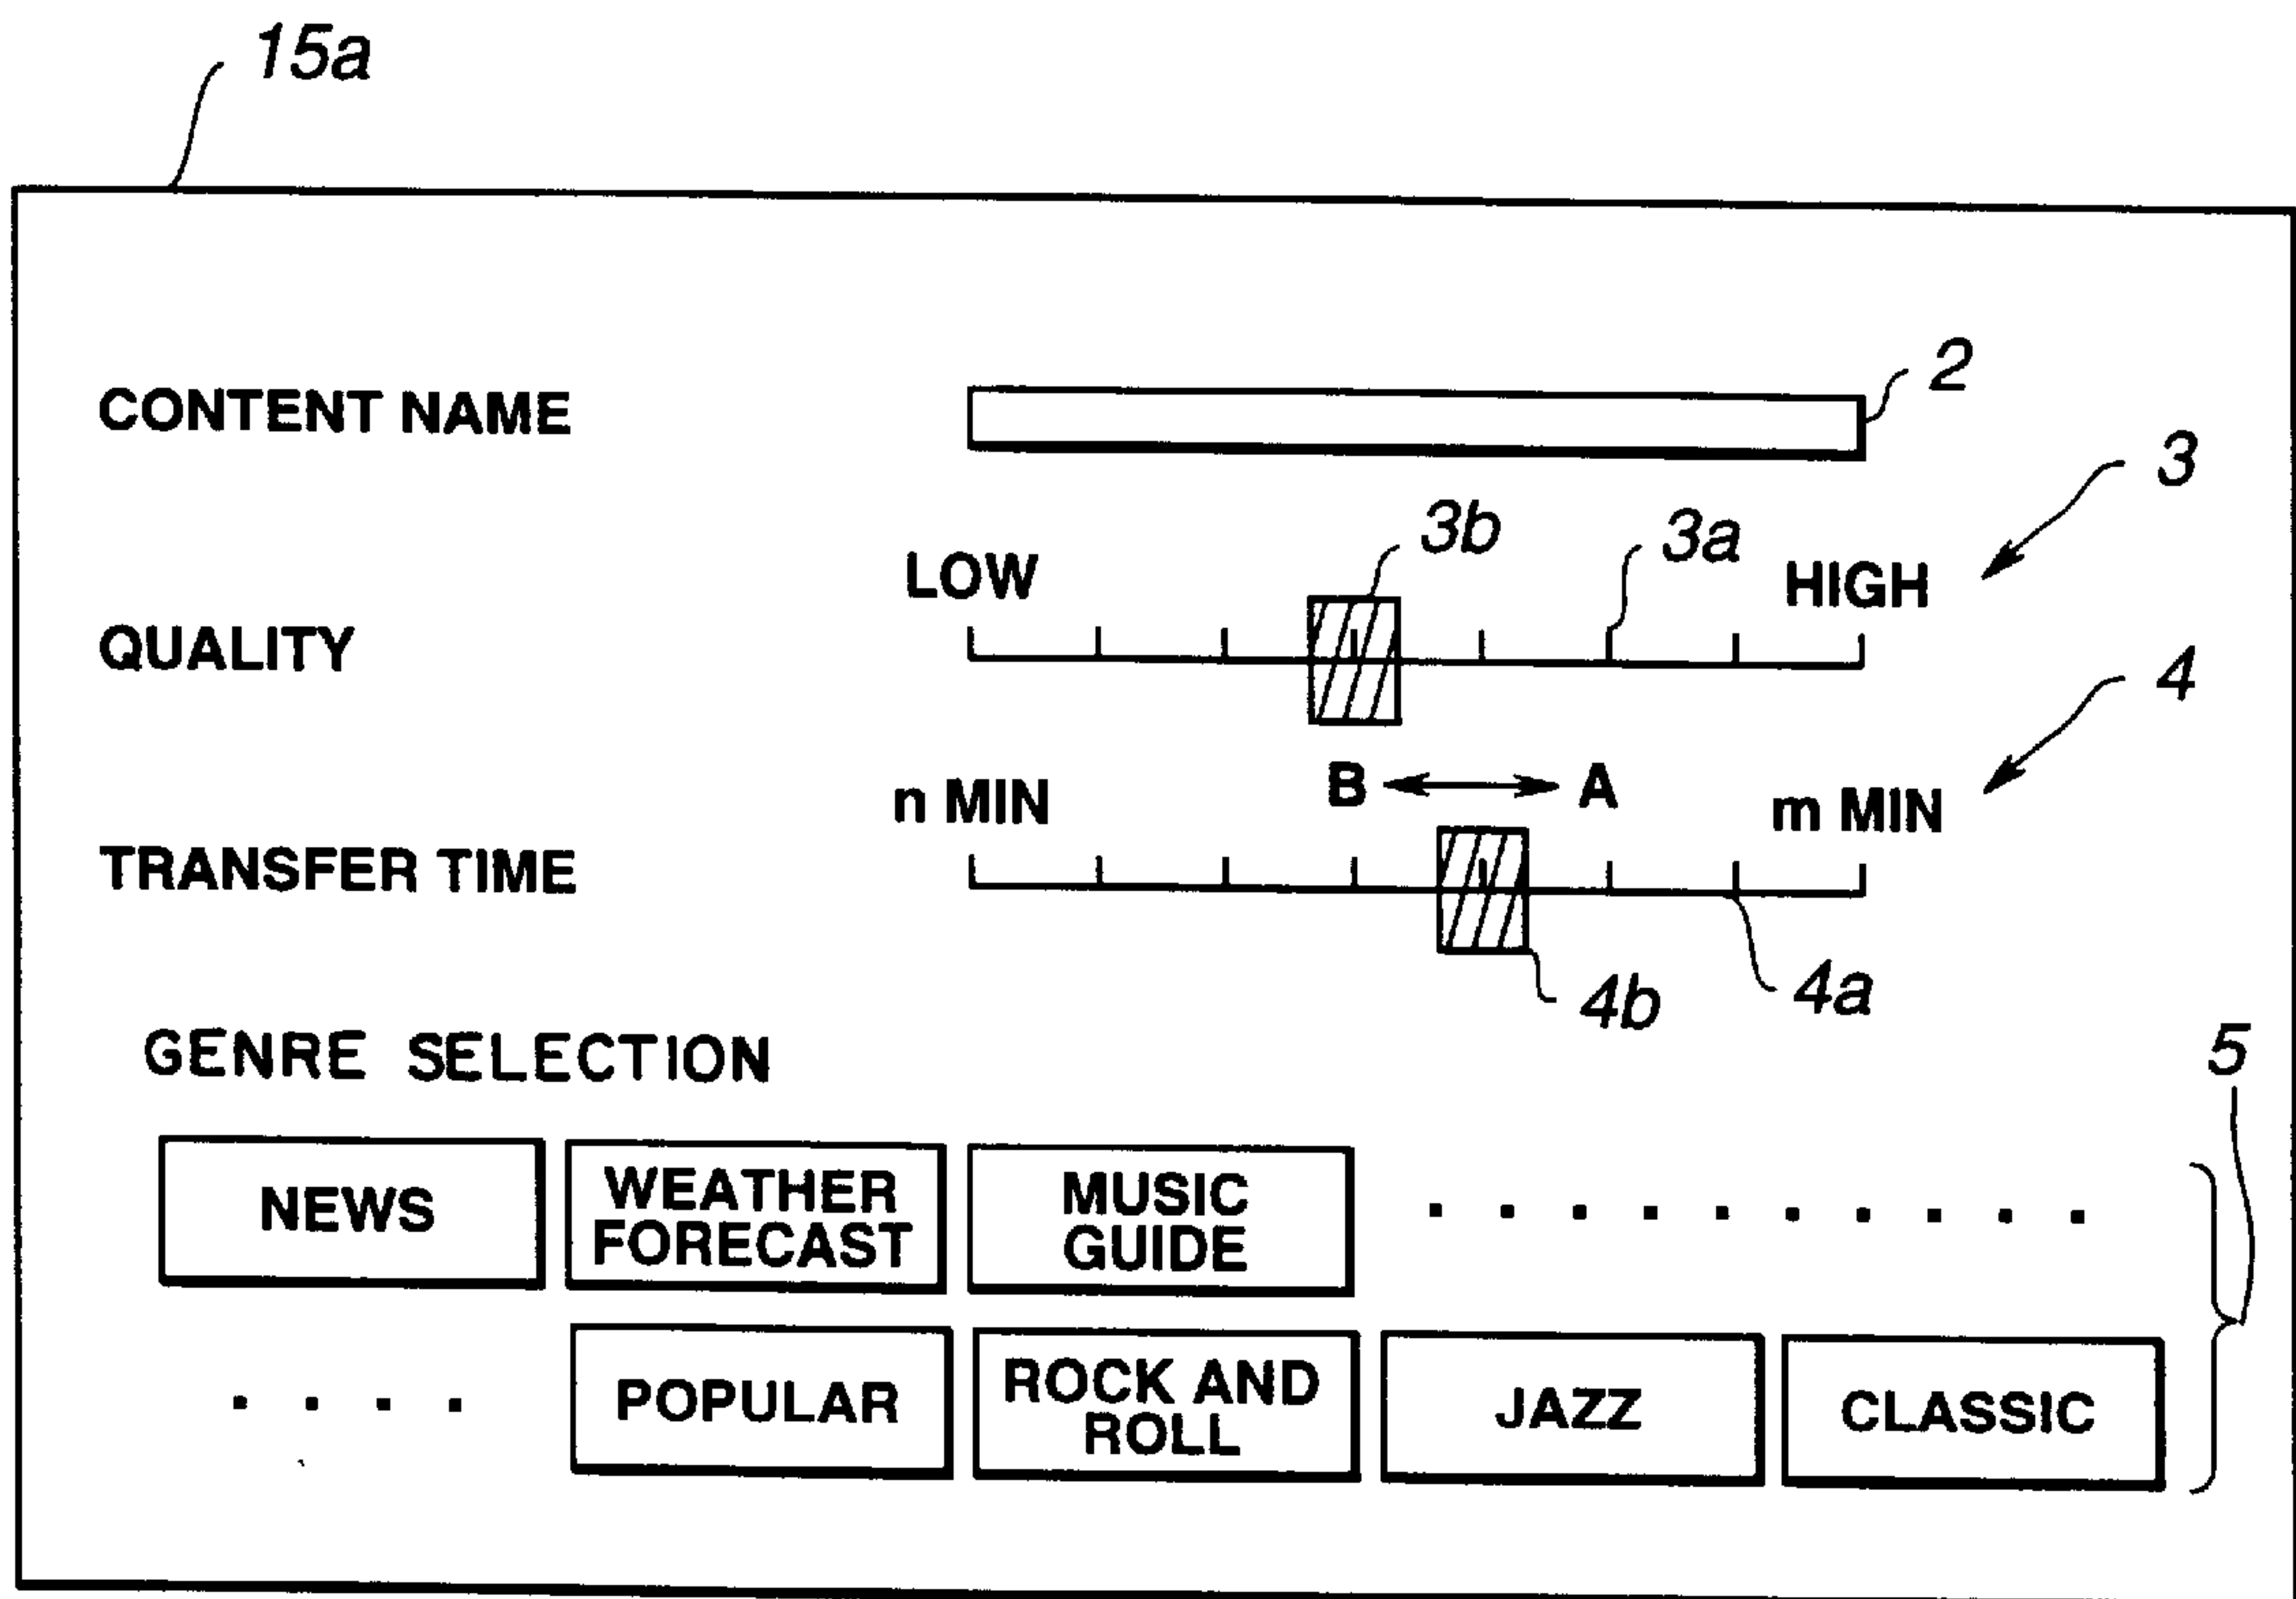 15a
CONTENT NAME
2
3
LOW
3b
3a
HIGH
QUALITY
4
n MIN
B
A
m MIN
TRANSFER TIME
4b
4a
GENRE SELECTION
5
NEWS
WEATHER
FORECAST
MUSIC
GUIDE
. . . . . . . . . .
. . . .
POPULAR
ROCK AND
ROLL
JAZZ
CLASSIC